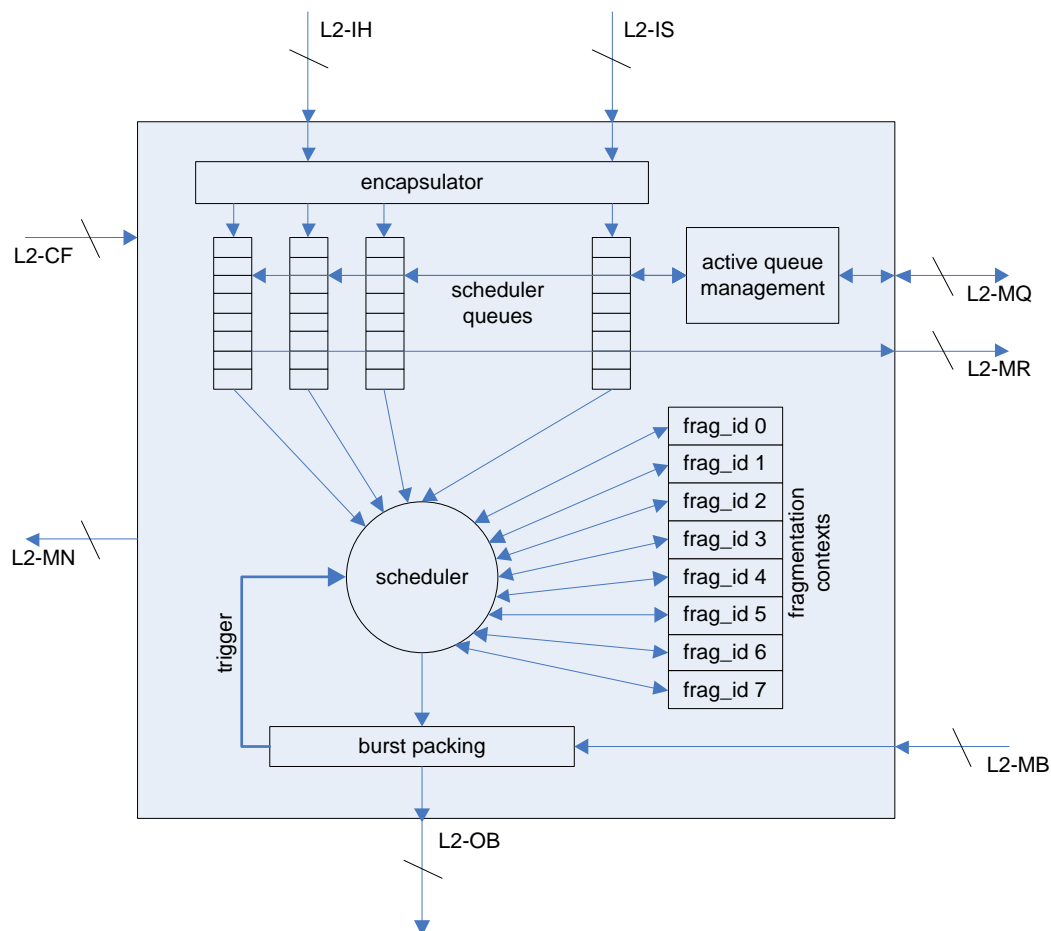 L2-IH
L2-IS
encapsulator
L2-CF
active queue
management
scheduler
queues
L2-MQ
L2-MR
frag_id 0
frag_id 1
frag_id 2
frag_id 3
frag_id 4
frag_id 5
frag_id 6
frag_id 7
fragmentation
contexts
L2-MN
scheduler
trigger
burst packing
L2-MB
L2-OB